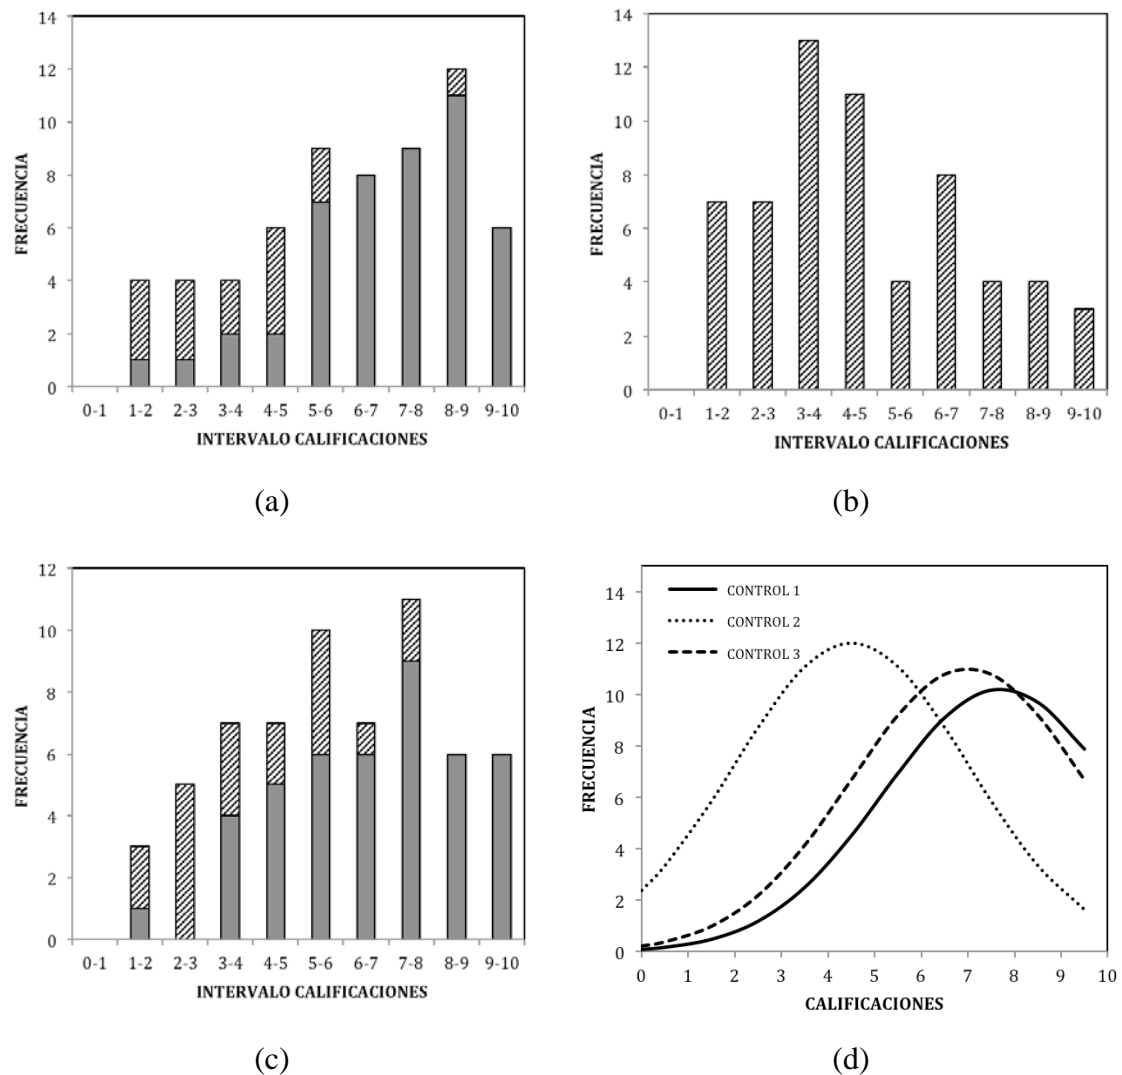 14
12
10
8
6
4
2
0
FRECUENCIA
0-1 1-2 2-3 3-4 4-5 5-6 6-7 7-8 8-9 9-10
INTERVALO CALIFICACIONES
(a)
14
12
10
8
6
4
2
0
FRECUENCIA
0-1 1-2 2-3 3-4 4-5 5-6 6-7 7-8 8-9 9-10
INTERVALO CALIFICACIONES
(b)
12
10
8
6
4
2
0
FRECUENCIA
0-1 1-2 2-3 3-4 4-5 5-6 6-7 7-8 8-9 9-10
INTERVALO CALIFICACIONES
(c)
14
12
10
8
6
4
2
0
FRECUENCIA
CONTROL 1
CONTROL 2
CONTROL 3
0 1 2 3 4 5 6 7 8 9 10
CALIFICACIONES
(d)